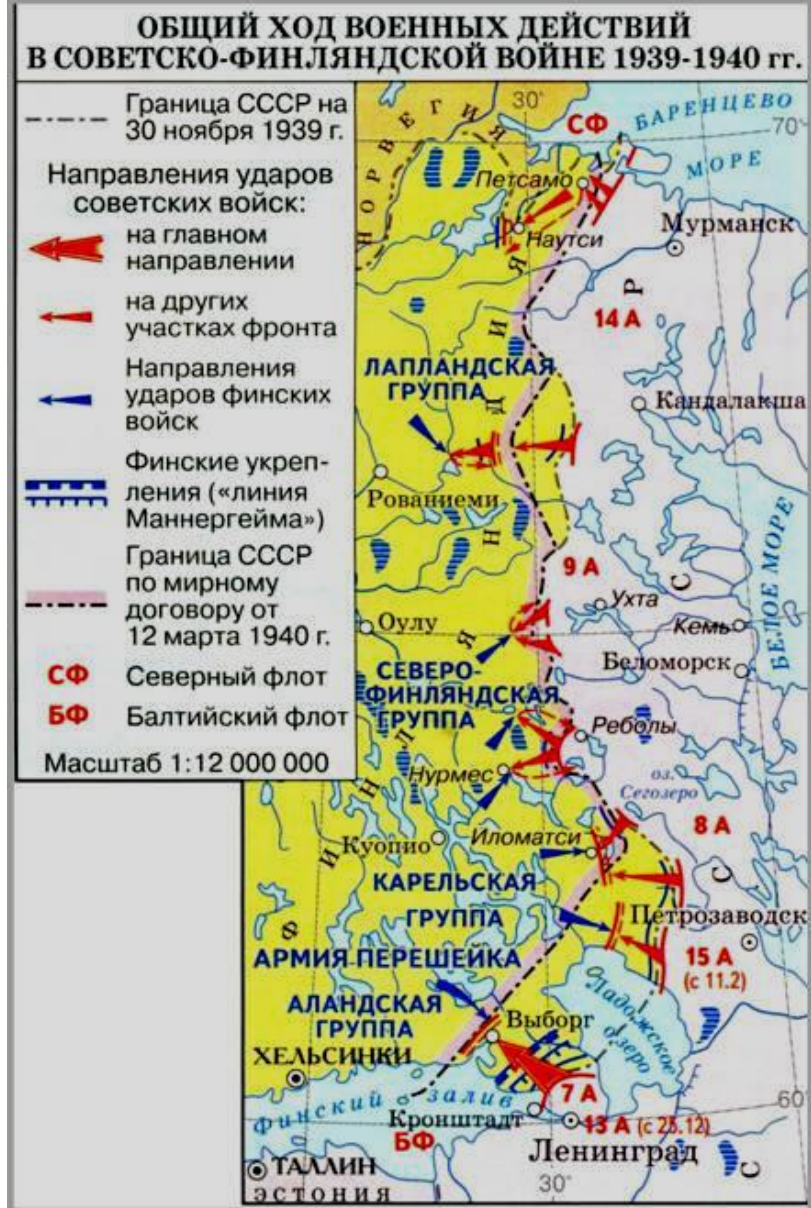 ОБЩИЙ ХОД ВОЕННЫХ ДЕЙСТВИЙ
В СОВЕТСКО-ФИНЛЯНДСКОЙ ВОЙНЕ 1939-1940 гг.
Граница СССР на
30 ноября 1939 г.
Направления ударов
советских войск:
на главном
направлении
на других
участках фронта
Направления
ударов финских
войск
Финские укреп-
ления («линия
Маннергейма»)
Граница СССР
по мирному
договору от
12 марта 1940 г.
СФ Северный флот
БФ Балтийский флот
Масштаб 1:12 000 000
30°
СФ
БАРЕНЦЕВО
70°
МОРЕ
НОРВЕГИЯ
Петсамо
Наутси
Мурманск
14 А
ЛАПЛАНДСКАЯ
ГРУППА
Кандалакша
Рованиеми
9 А
Ухта
Кемь
БЕЛОЕ МОРЕ
Оулу
Беломорск
СЕВЕРО-
ФИНЛЯНДСКАЯ
ГРУППА
Реболы
Нурмес
оз.
Сегозеро
8 А
Иломатси
Куопио
КАРЕЛЬСКАЯ
ГРУППА
Петрозаводск
АРМИЯ ПЕРЕШЕЙКА
15 А
(с 11.2)
АЛАНДСКАЯ
ГРУППА
Выборг
Ладожское
озеро
ХЕЛЬСИНКИ
7 А
60°
Финский залив
Кронштадт
13 А (с 25.12)
БФ
Ленинград
ТАЛЛИН
ЭСТОНИЯ
30°
ФИНЛЯНДИЯ
СССР